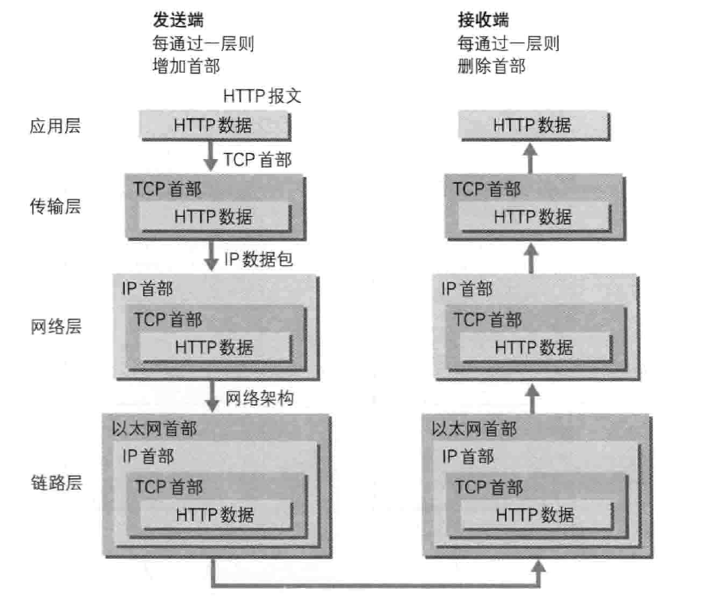 发送端
每通过一层则
增加首部
接收端
每通过一层则
删除首部
HTTP 报文
应用层
HTTP 数据
HTTP 数据
TCP 首部
传输层
TCP 首部
HTTP 数据
TCP 首部
HTTP 数据
IP 数据包
网络层
IP 首部
TCP 首部
HTTP 数据
IP 首部
TCP 首部
HTTP 数据
网络架构
链路层
以太网首部
IP 首部
TCP 首部
HTTP 数据
以太网首部
IP 首部
TCP 首部
HTTP 数据